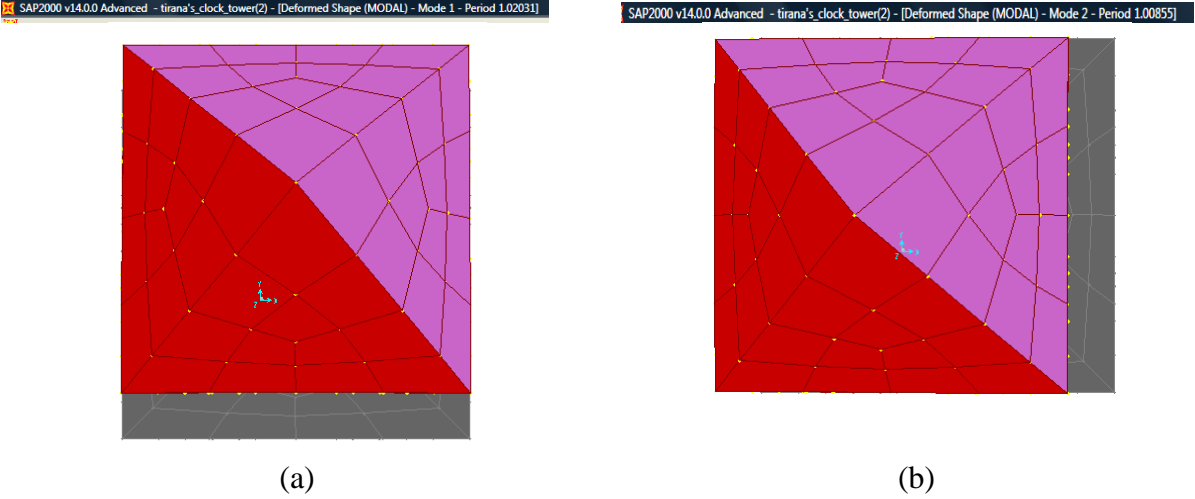 SAP2000 v14.0.0 Advanced - tirana's_clock_tower(2) - [Deformed Shape (MODAL) - Mode 1 - Period 1.02031]
SAP2000 v14.0.0 Advanced - tirana's_clock_tower(2) - [Deformed Shape (MODAL) - Mode 2 - Period 1.00855]
Y
X
Z
Y
X
Z
(a)
(b)